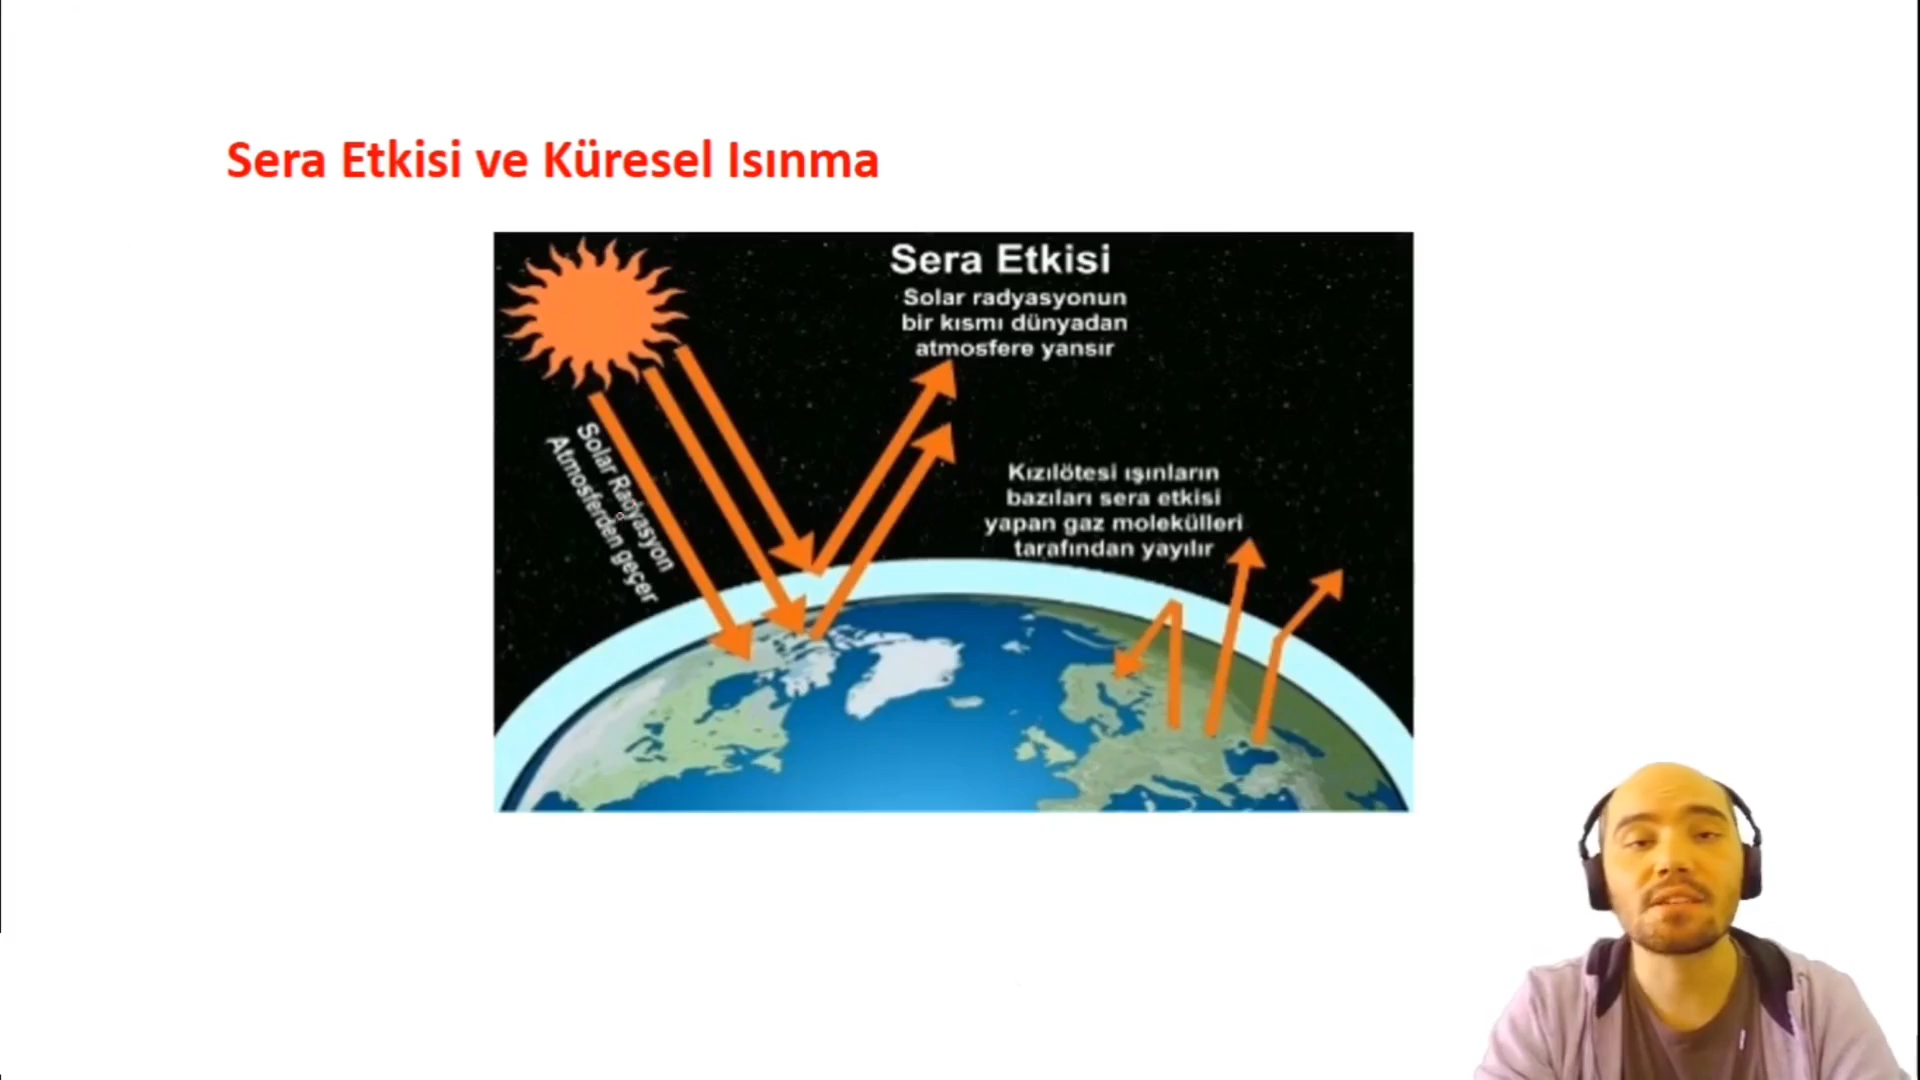 Sera Etkisi ve Küresel Isınma
Sera Etkisi
Solar radyasyonun
bir kısmı dünyadan
atmosfere yansır
Solar Radyasyon
Atmosferden geçer
Kızılötesi ışınların
bazıları sera etkisi
yapan gaz molekülleri
tarafından yayılır